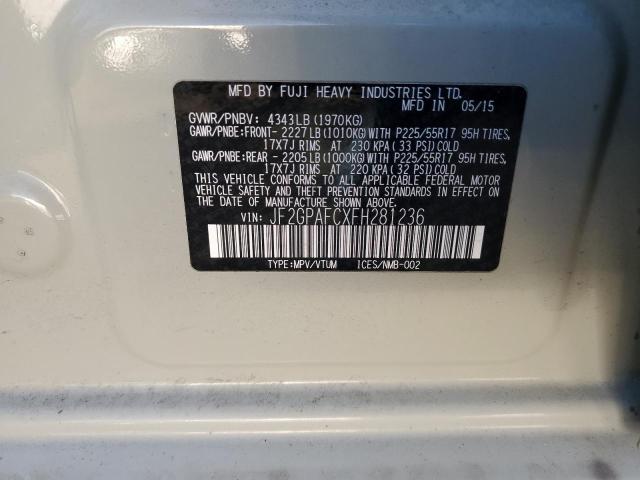 MFD BY FUJI HEAVY INDUSTRIES LTD.
MFD IN 05/15
GVWR/PNBV: 4343LB(1970KG)
GAWR/PNBE:FRONT- 2227LB(1010KG)WITH P225/55R17 95H TIRES,
17X7J RIMS AT 230 KPA(33 PSI)COLD
GAWR/PNBE:REAR - 2205LB(1000KG)WITH P225/55R17 95H TIRES,
17X7J RIMS AT 220 KPA(32 PSI)COLD
THIS VEHICLE CONFORMS TO ALL APPLICABLE FEDERAL MOTOR
VEHICLE SAFETY AND THEFT PREVENTION STANDARDS IN EFFECT ON
THE DATE OF MANUFACTURE SHOWN ABOVE.
VIN: JF2GPAECXFH281236
TYPE:MPV/VTUM ICES/NMB-002